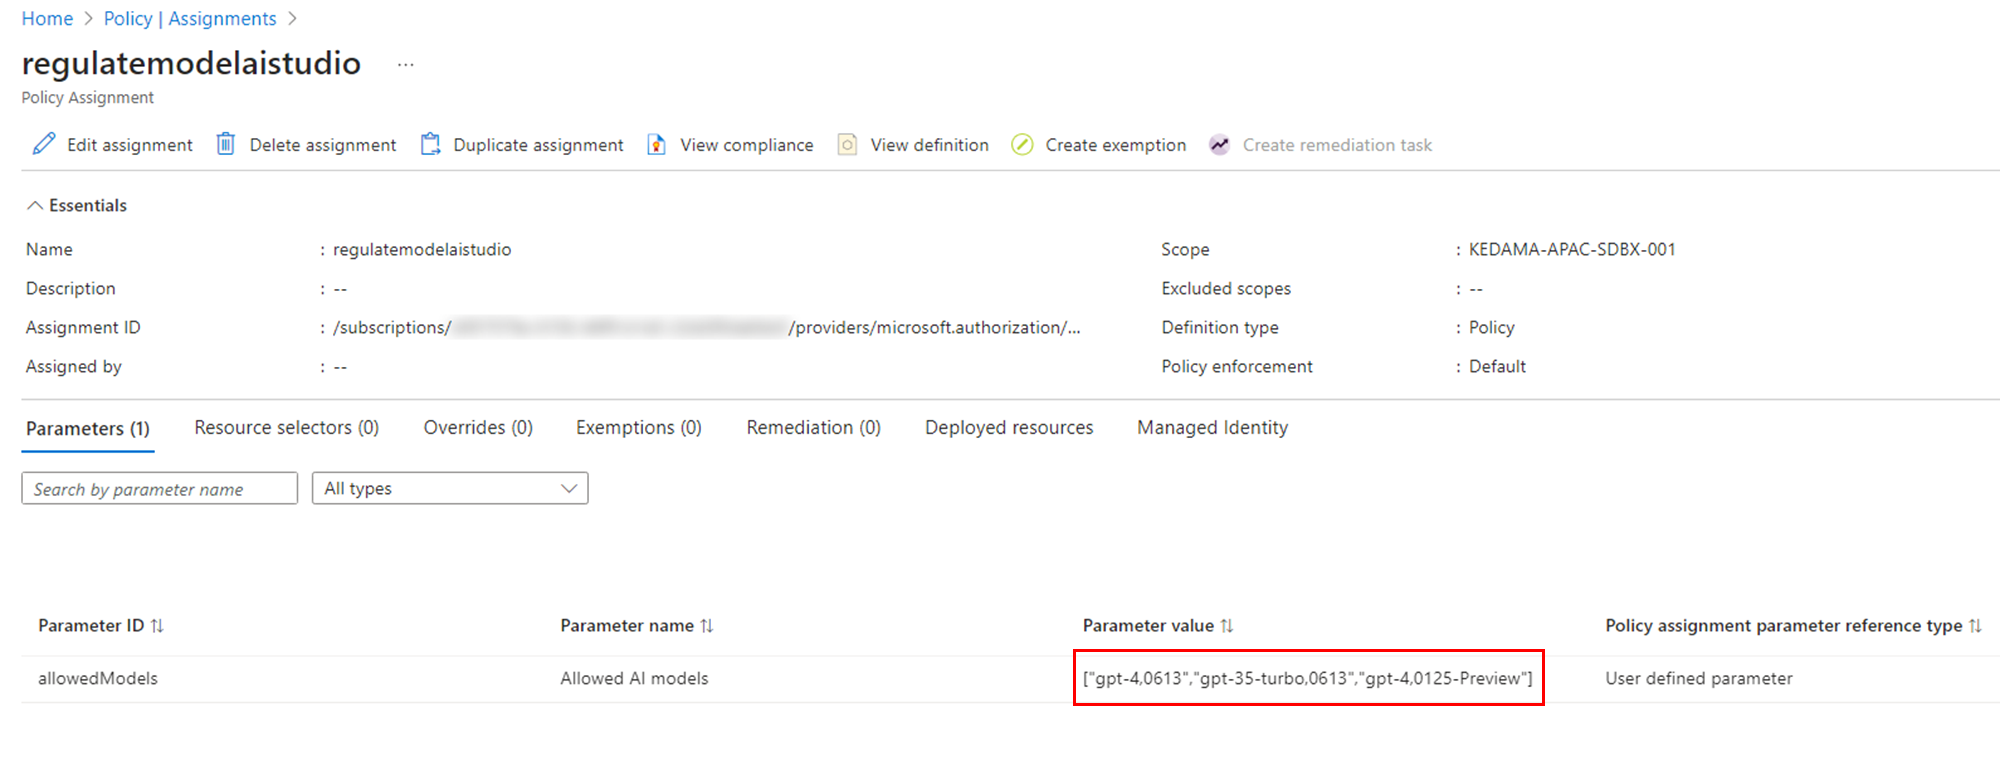 Home > Policy | Assignments >
regulatemodelaistudio ...
Policy Assignment
Edit assignment Delete assignment Duplicate assignment View compliance View definition Create exemption Create remediation task
Essentials
Name : regulatemodelaistudio Scope : KEDAMA-APAC-SDBX-001
Description : -- Excluded scopes : --
Assignment ID : /subscriptions/ /providers/microsoft.authorization/... Definition type : Policy
Assigned by : -- Policy enforcement : Default
Parameters (1) Resource selectors (0) Overrides (0) Exemptions (0) Remediation (0) Deployed resources Managed Identity
Search by parameter name All types
Parameter ID ↑↓ Parameter name ↑↓ Parameter value ↑↓ Policy assignment parameter reference type ↑↓
allowedModels Allowed AI models ["gpt-4,0613","gpt-35-turbo,0613","gpt-4,0125-Preview"] User defined parameter